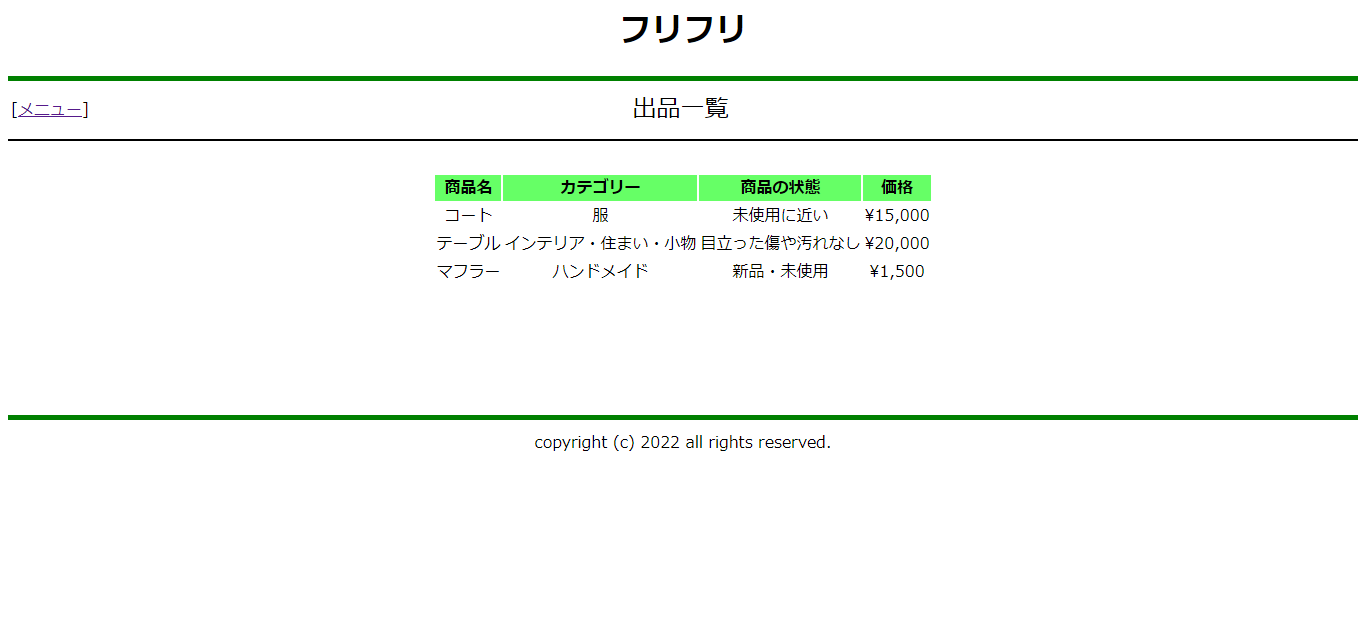 フリフリ
[メニュー] 出品一覧
商品名 カテゴリー 商品の状態 価格
コート 服 未使用に近い ¥15,000
テーブル インテリア・住まい・小物 目立った傷や汚れなし ¥20,000
マフラー ハンドメイド 新品・未使用 ¥1,500
copyright (c) 2022 all rights reserved.